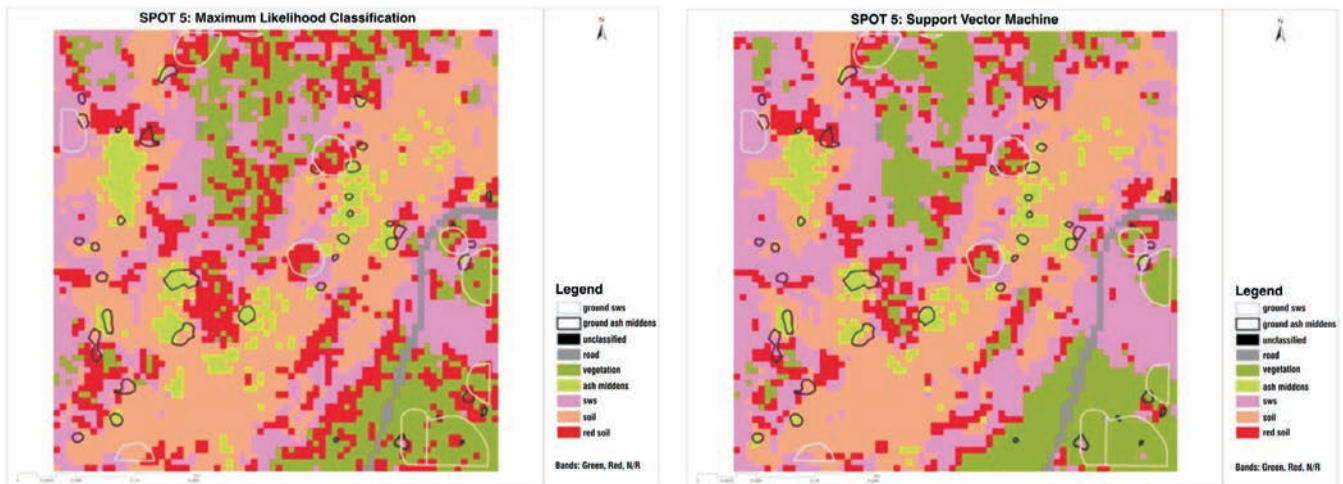 SPOT 5: Maximum Likelihood Classification
N
Legend
ground sws
ground ash middens
unclassified
road
vegetation
ash middens
sws
soil
red soil
Bands: Green, Red, N/R
SPOT 5: Support Vector Machine
N
Legend
ground sws
ground ash middens
unclassified
road
vegetation
ash middens
sws
soil
red soil
Bands: Green, Red, N/R